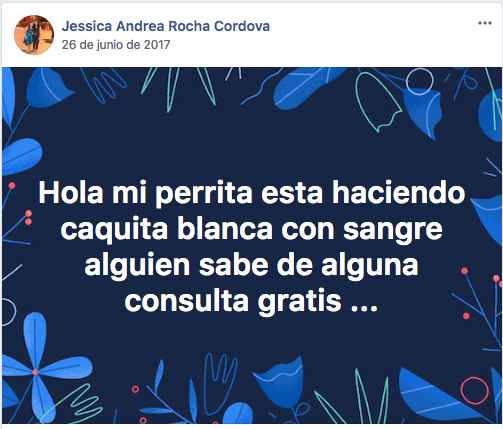 Jessica Andrea Rocha Cordova
26 de junio de 2017
Hola mi perrita esta haciendo
caquita blanca con sangre
alguien sabe de alguna
consulta gratis ...